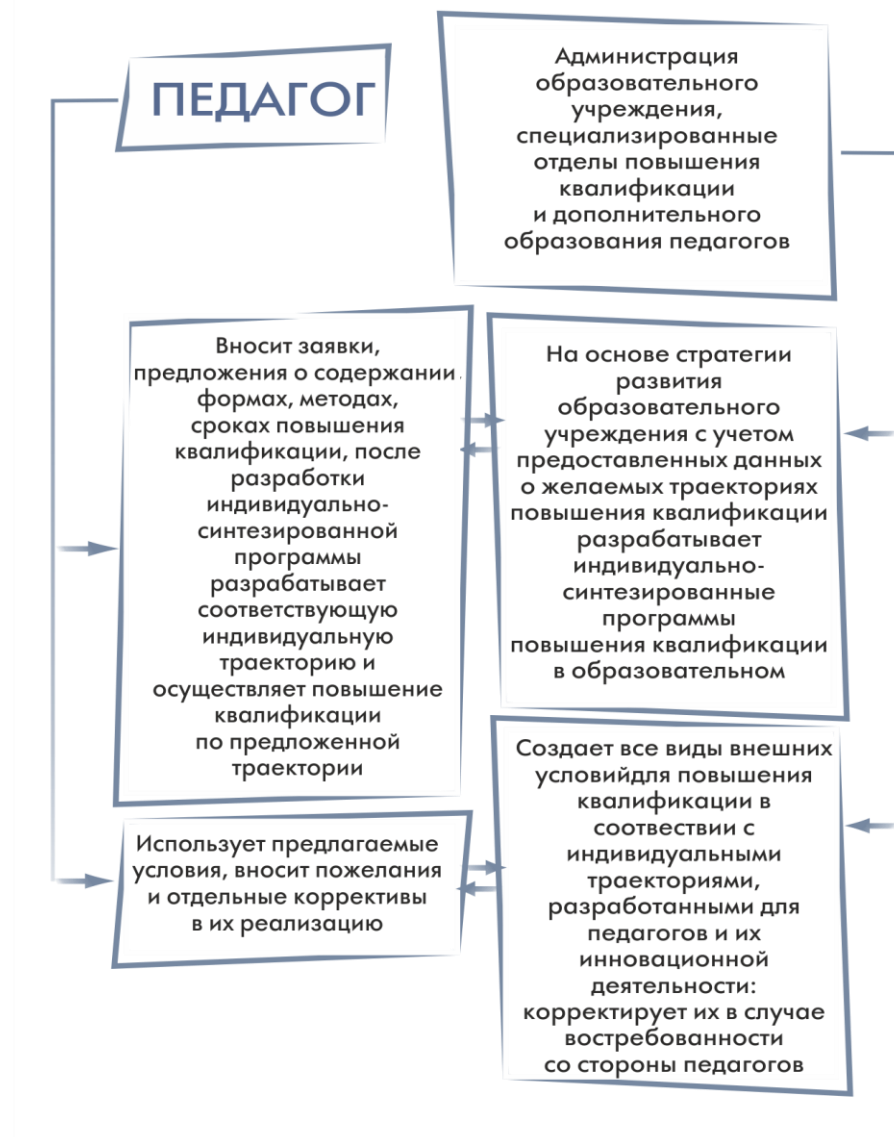 ПЕДАГОГ
Администрация
образовательного
учреждения,
специализированные
отделы повышения
квалификации
и дополнительного
образования педагогов
Вносит заявки,
предложения о содержании
формах, методах,
сроках повышения
квалификации, после
разработки
индивидуально-
синтезированной
программы
разрабатывает
соответствующую
индивидуальную
траекторию и
осуществляет повышение
квалификации
по предложенной
траектории
На основе стратегии
развития
образовательного
учреждения с учетом
предоставленных данных
о желаемых траекториях
повышения квалификации
разрабатывает
индивидуально-
синтезированные
программы
повышения квалификации
в образовательном
Использует предлагаемые
условия, вносит пожелания
и отдельные коррективы
в их реализацию
Создает все виды внешних
условийдля повышения
квалификации в
соотвествии с
индивидуальными
траекториями,
разработанными для
педагогов и их
инновационной
деятельности:
корректирует их в случае
востребованности
со стороны педагогов